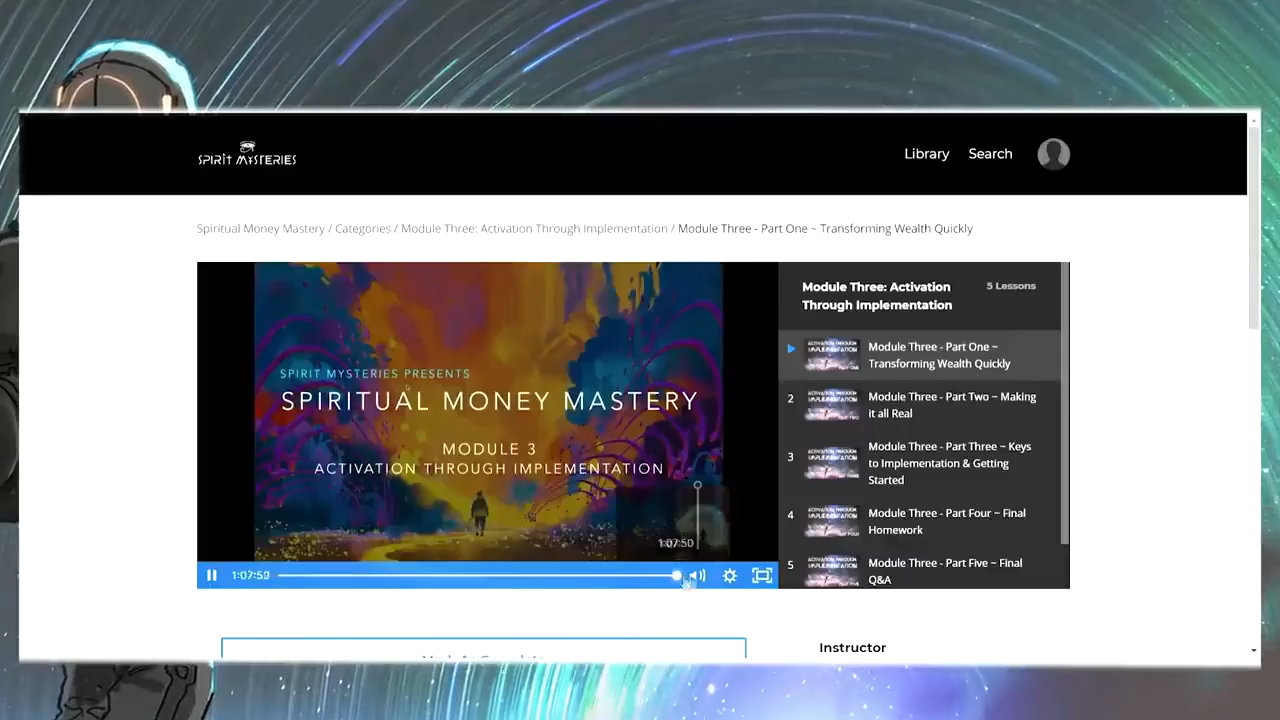 SPIRIT MYSTERIES
Library
Search
Spiritual Money Mastery / Categories / Module Three: Activation Through Implementation / Module Three - Part One ~ Transforming Wealth Quickly
SPIRIT MYSTERIES PRESENTS
SPIRITUAL MONEY MASTERY
MODULE 3
ACTIVATION THROUGH IMPLEMENTATION
1:07:50
1:07:50
Module Three: Activation
Through Implementation
5 Lessons
Module Three - Part One ~
Transforming Wealth Quickly
2
Module Three - Part Two ~ Making
it all Real
3
Module Three - Part Three ~ Keys
to Implementation & Getting
Started
4
Module Three - Part Four ~ Final
Homework
5
Module Three - Part Five ~ Final
Q&A
Instructor